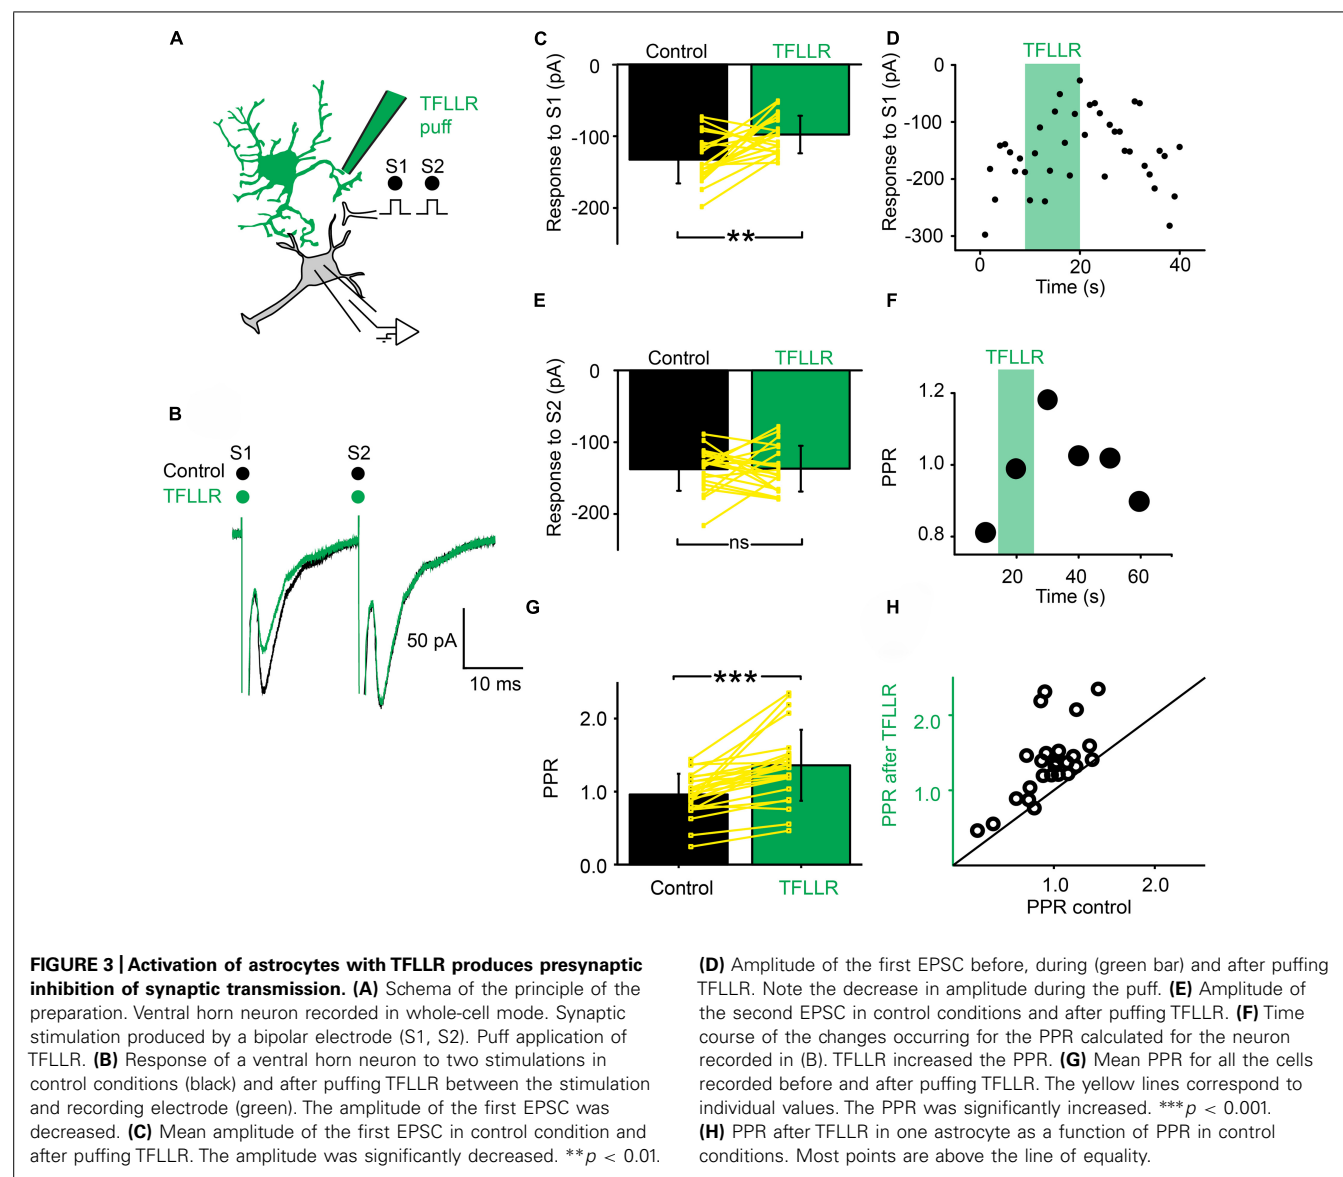 A
TFLLR
puff
S1 S2
B
S1 S2
Control
TFLLR
50 pA
10 ms
C
Control TFLLR
Response to S1 (pA)
0
-100
-200
**
D
TFLLR
Response to S1 (pA)
0
-100
-200
-300
0 20 40
Time (s)
E
Control TFLLR
Response to S2 (pA)
0
-100
-200
ns
F
TFLLR
PPR
1.2
1.0
0.8
20 40 60
Time (s)
G
***
PPR
2.0
1.0
0.0
Control TFLLR
H
PPR after TFLLR
2.0
1.0
1.0 2.0
PPR control
FIGURE 3 | Activation of astrocytes with TFLLR produces presynaptic
inhibition of synaptic transmission. (A) Schema of the principle of the
preparation. Ventral horn neuron recorded in whole-cell mode. Synaptic
stimulation produced by a bipolar electrode (S1, S2). Puff application of
TFLLR. (B) Response of a ventral horn neuron to two stimulations in
control conditions (black) and after puffing TFLLR between the stimulation
and recording electrode (green). The amplitude of the first EPSC was
decreased. (C) Mean amplitude of the first EPSC in control condition and
after puffing TFLLR. The amplitude was significantly decreased. **p < 0.01.
(D) Amplitude of the first EPSC before, during (green bar) and after puffing
TFLLR. Note the decrease in amplitude during the puff. (E) Amplitude of
the second EPSC in control conditions and after puffing TFLLR. (F) Time
course of the changes occurring for the PPR calculated for the neuron
recorded in (B). TFLLR increased the PPR. (G) Mean PPR for all the cells
recorded before and after puffing TFLLR. The yellow lines correspond to
individual values. The PPR was significantly increased. ***p < 0.001.
(H) PPR after TFLLR in one astrocyte as a function of PPR in control
conditions. Most points are above the line of equality.